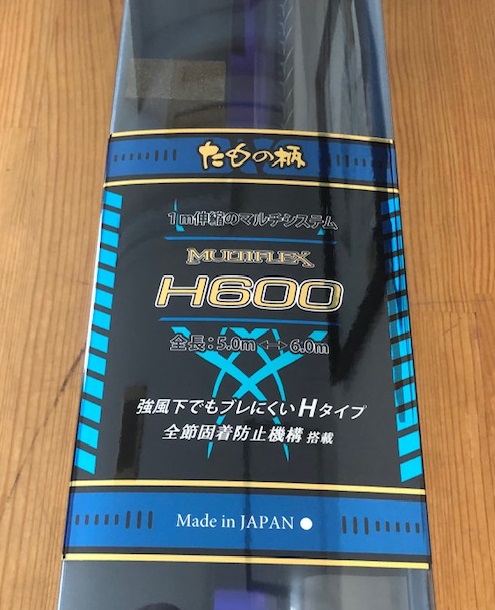 たもの柄
1m伸縮のマルチシステム
MULTIFLEX
H600
全長:5.0m↔6.0m
強風下でもブレにくいHタイプ
全節固着防止機構 搭載
Made in JAPAN ●